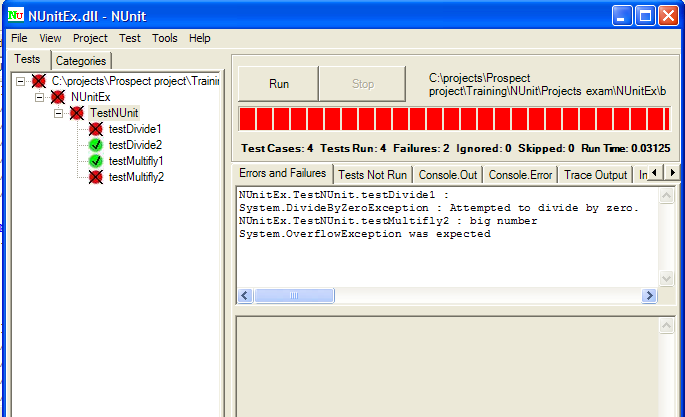 NUnitEx.dll - NUnit
File View Project Test Tools Help
Tests Categories
C:\projects\Prospect project\Trainir
NUnitEx
TestNUnit
testDivide1
testDivide2
testMultifly1
testMultifly2
Run Stop
C:\projects\Prospect
project\Training\NUnit\Projects exam\NUnitEx\b
Test Cases: 4 Tests Run: 4 Failures: 2 Ignored: 0 Skipped: 0 Run Time: 0.03125
Errors and Failures Tests Not Run Console.Out Console.Error Trace Output In
NUnitEx.TestNUnit.testDivide1 :
System.DivideByZeroException : Attempted to divide by zero.
NUnitEx.TestNUnit.testMultifly2 : big number
System.OverflowException was expected